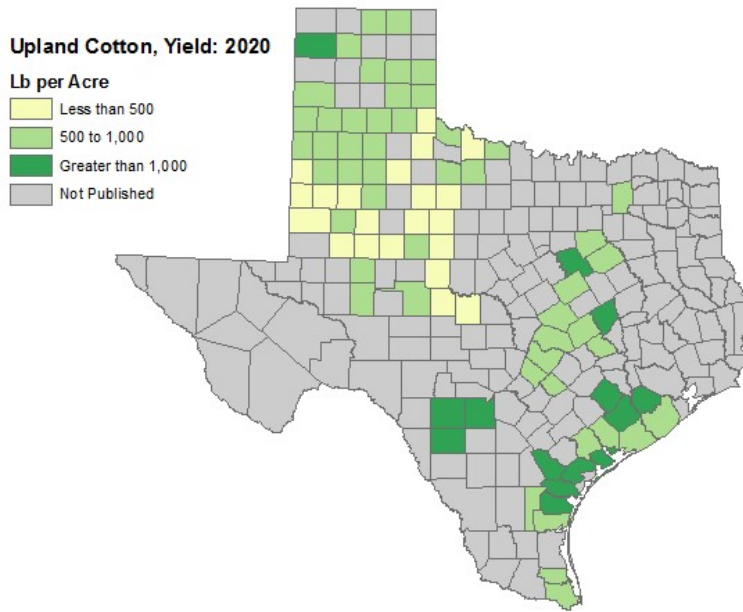 Upland Cotton, Yield: 2020
Lb per Acre
Less than 500
500 to 1,000
Greater than 1,000
Not Published